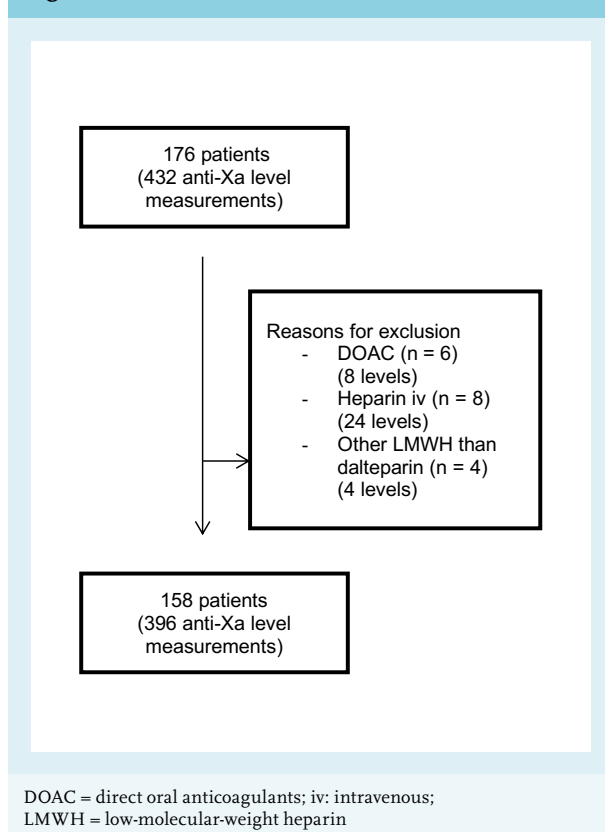 176 patients
(432 anti-Xa level
measurements)
Reasons for exclusion
- DOAC (n = 6)
(8 levels)
- Heparin iv (n = 8)
(24 levels)
- Other LMWH than
dalteparin (n = 4)
(4 levels)
158 patients
(396 anti-Xa level
measurements)
DOAC = direct oral anticoagulants; iv: intravenous;
LMWH = low-molecular-weight heparin